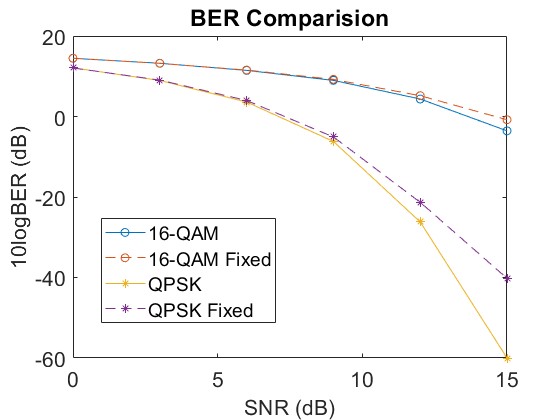 BER Comparision
20
0
-20
-40
-60
10logBER (dB)
16-QAM
16-QAM Fixed
QPSK
QPSK Fixed
0
5
10
15
SNR (dB)